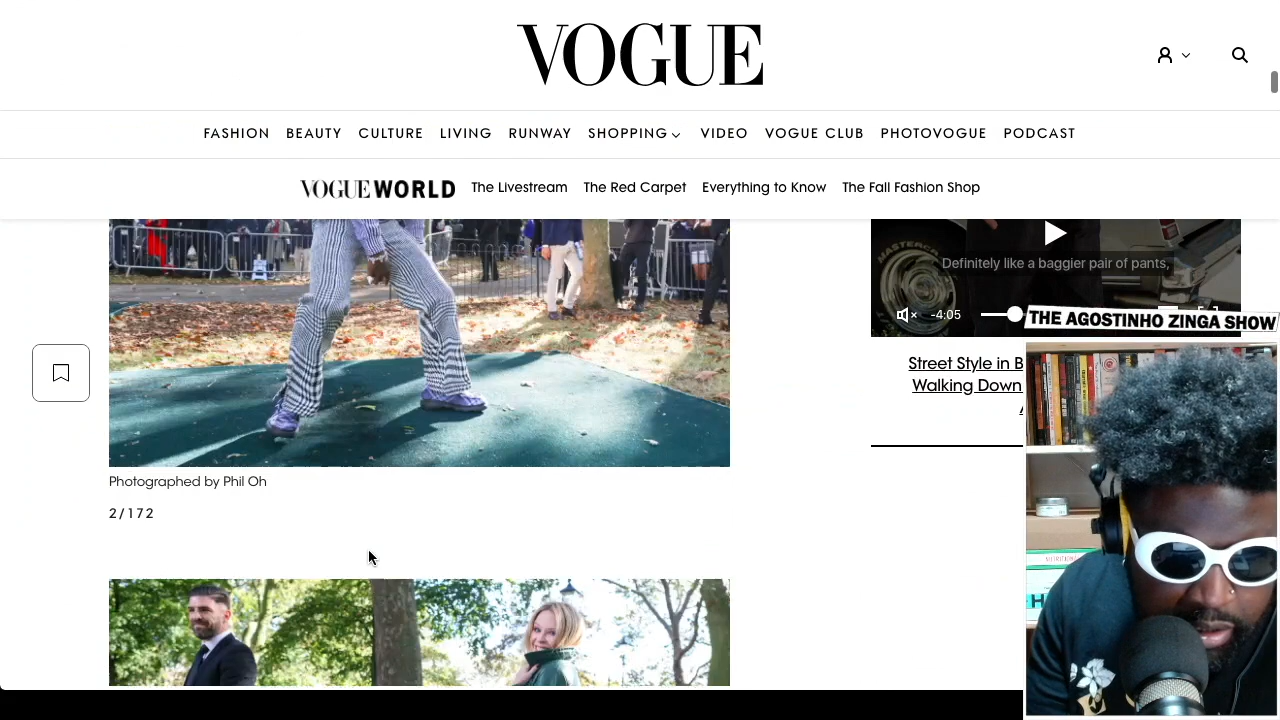 VOGUE
FASHION BEAUTY CULTURE LIVING RUNWAY SHOPPING VIDEO VOGUE CLUB PHOTOVOGUE PODCAST
VOGUE WORLD The Livestream The Red Carpet Everything to Know The Fall Fashion Shop
MASTERCR
Definitely like a baggier pair of pants,
-4:05
THE AGOSTINHO ZINGA SHOW
Street Style in B
Walking Down
Photographed by Phil Oh
2/172